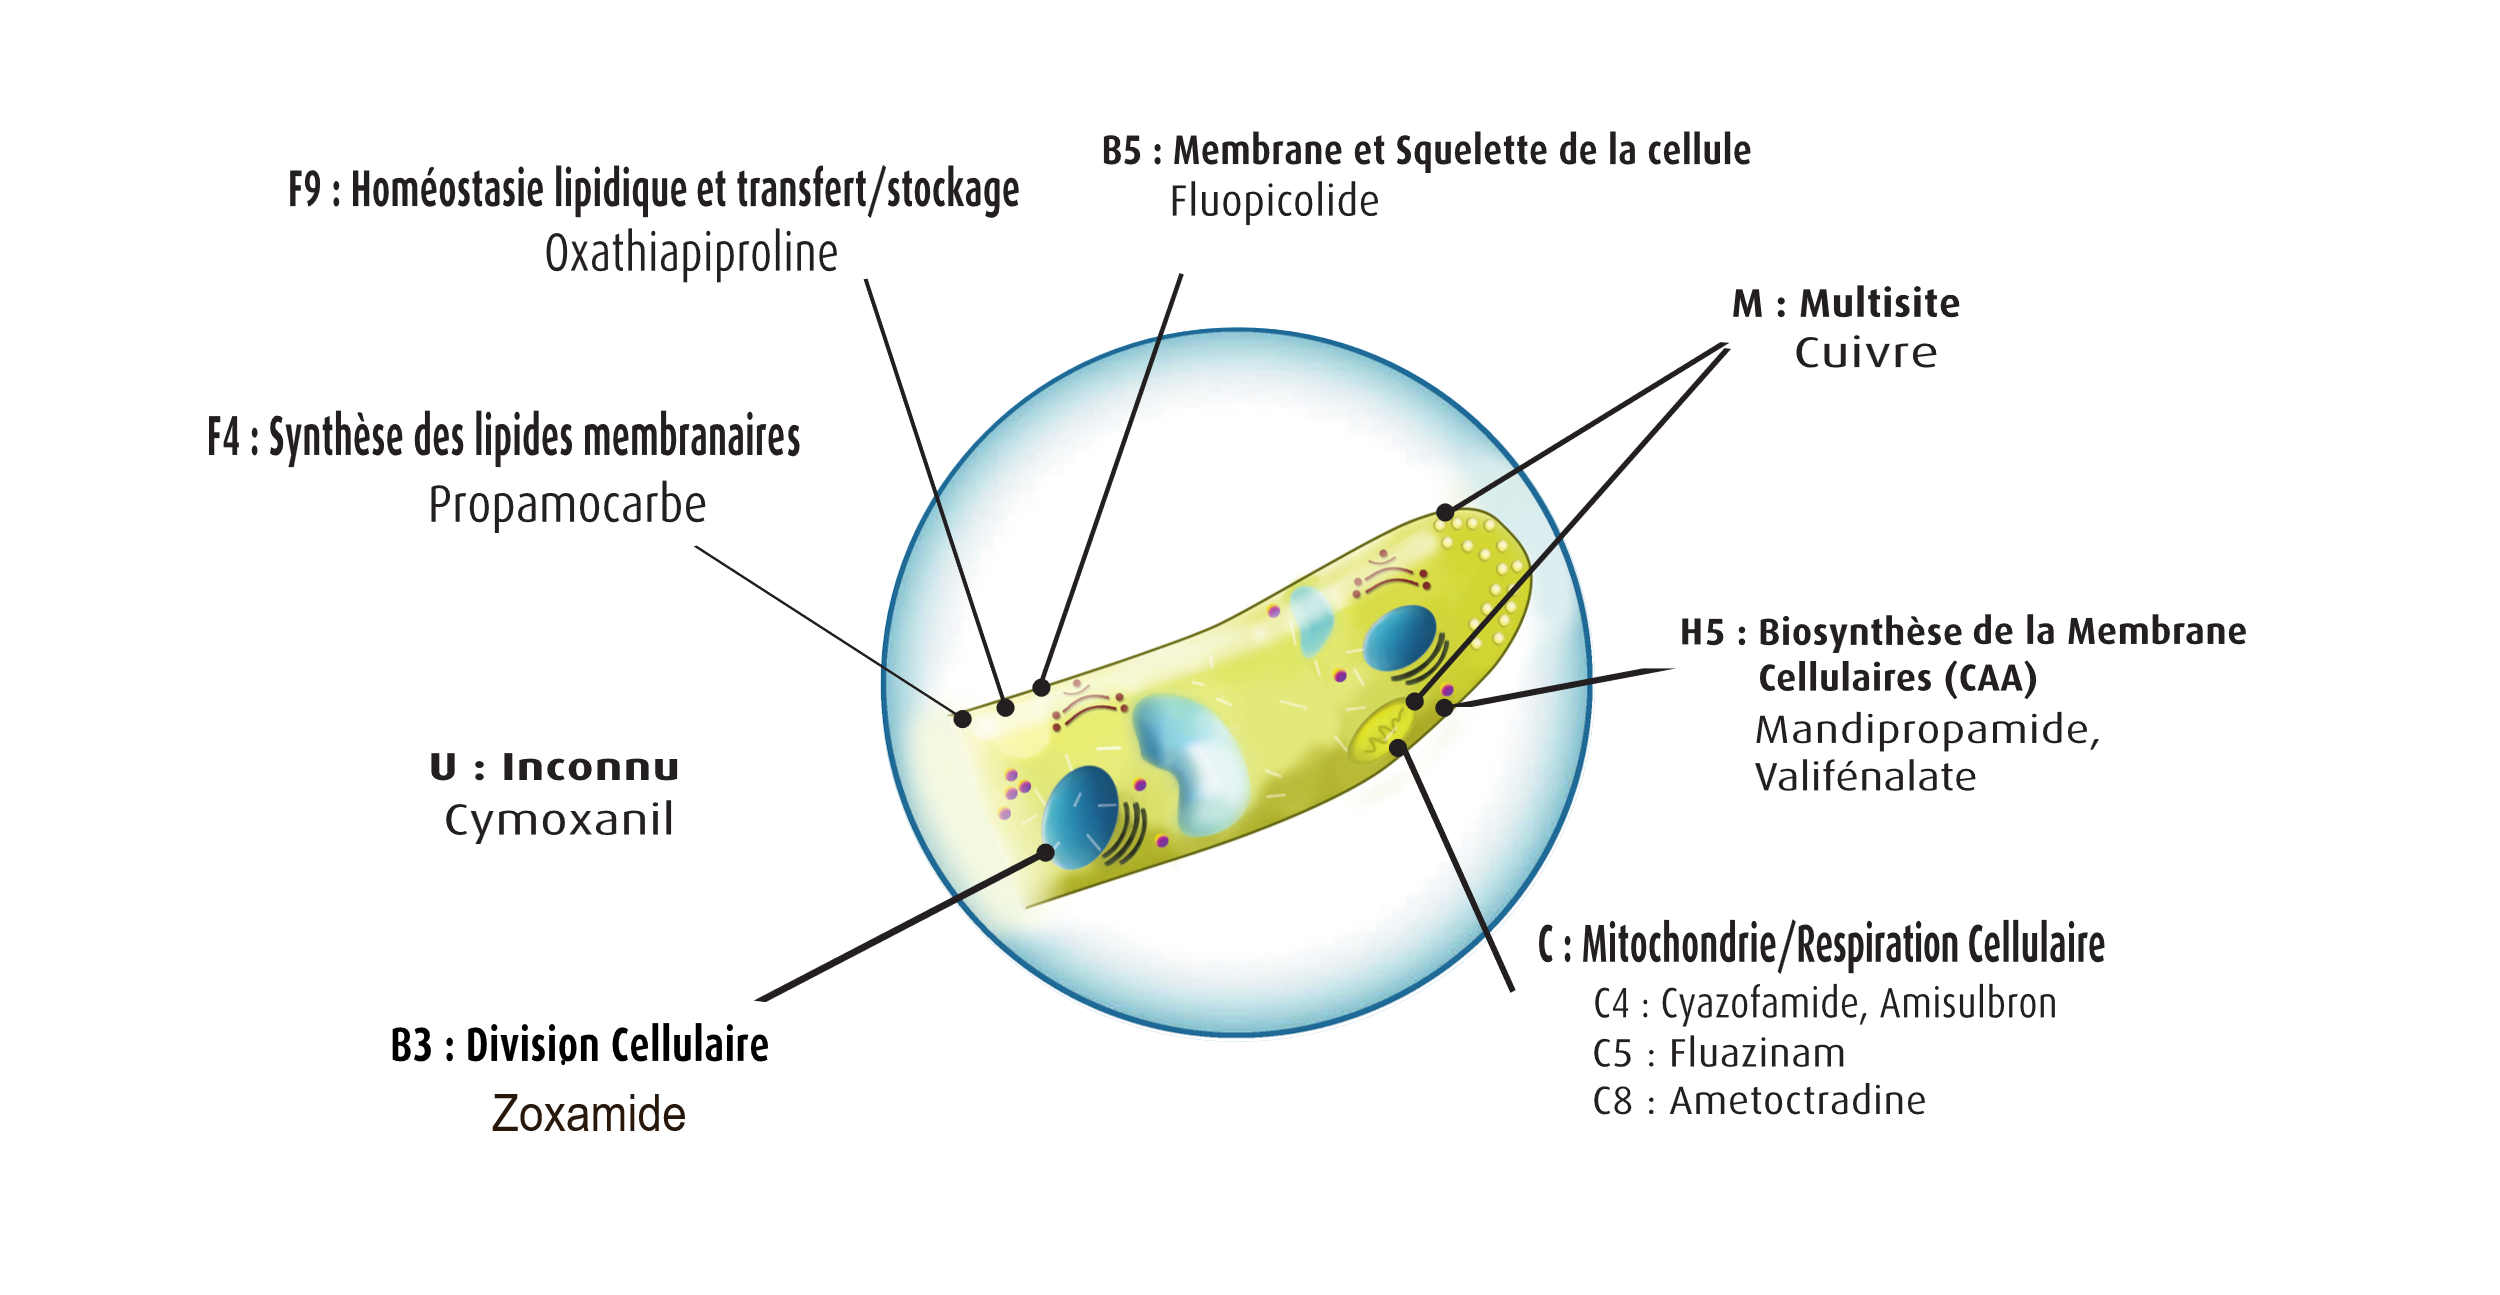 B5 : Membrane et Squelette de la cellule
Fluopicolide
F9 : Homéostasie lipidique et transfert/stockage
Oxathiapiproline
M : Multisite
Cuivre
F4 : Synthèse des lipides membranaires
Propamocarbe
H5 : Biosynthèse de la Membrane
Cellulaires (CAA)
Mandipropamide,
Valifénalate
U : Inconnu
Cymoxanil
C : Mitochondrie/Respiration Cellulaire
C4 : Cyazofamide, Amisulbron
C5 : Fluazinam
C8 : Ametoctradine
B3 : Division Cellulaire
Zoxamide